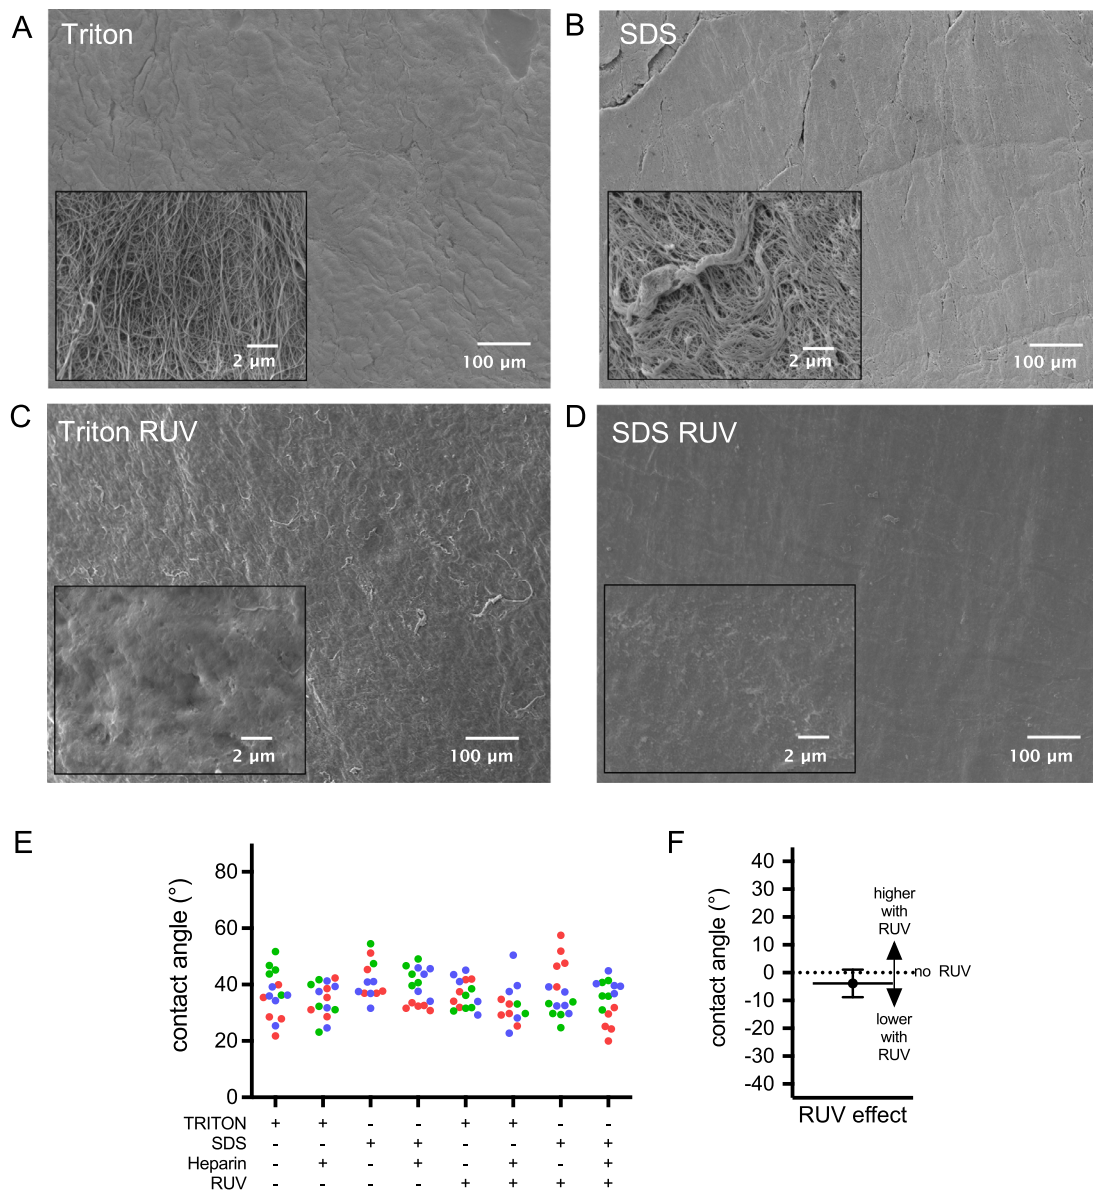 A
Triton
2 μm
100 μm
B
SDS
2 μm
100 μm
C
Triton RUV
2 μm
100 μm
D
SDS RUV
2 μm
100 μm
E
contact angle (°)
80
60
40
20
0
TRITON + + - - + + - -
SDS - - + + - - + +
Heparin - + - + - + - +
RUV - - - - + + + +
F
contact angle (°)
40
30
20
10
0
-10
-20
-30
-40
higher
with
RUV
no RUV
lower
with
RUV
RUV effect